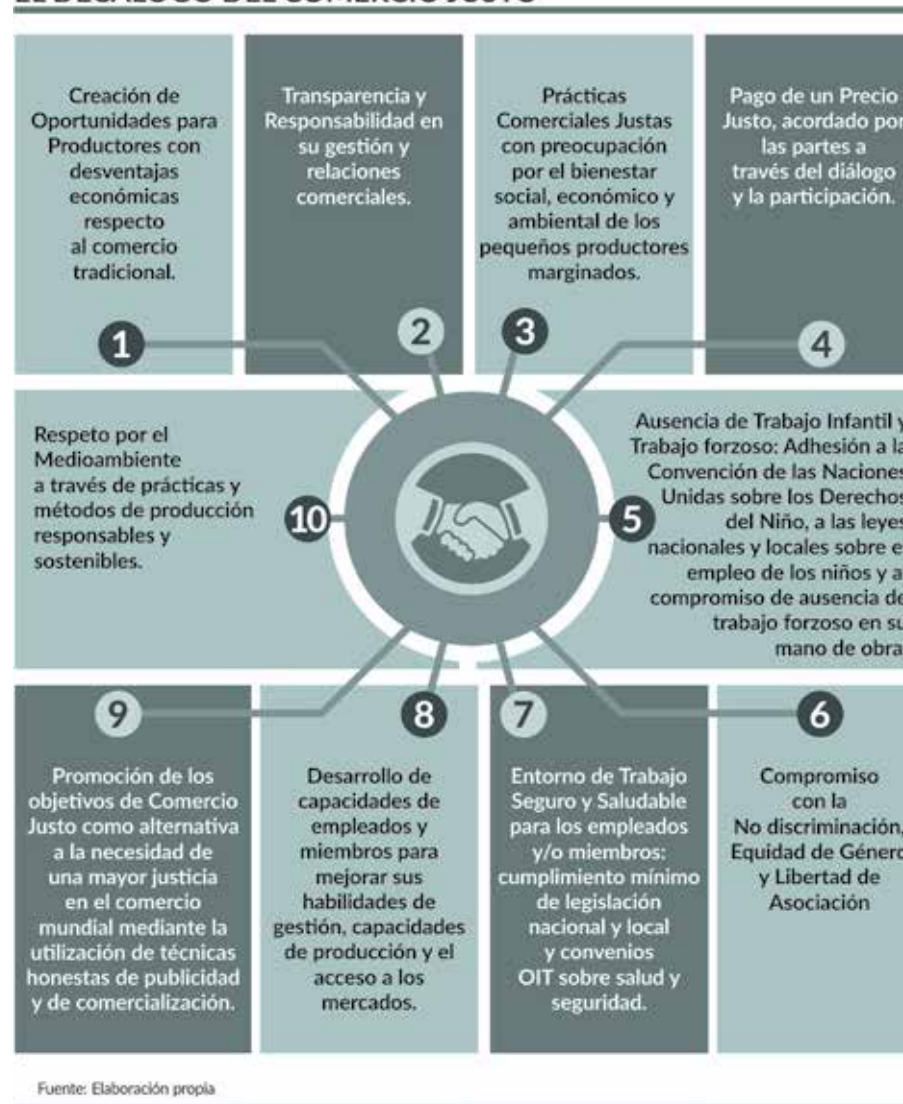 EL DECÁLOGO DEL COMERCIO JUSTO
Creación de
Oportunidades para
Productores con
desventajas
económicas
respecto
al comercio
tradicional.
1
Transparencia y
Responsabilidad en
su gestión y
relaciones
comerciales.
2
Prácticas
Comerciales Justas
con preocupación
por el bienestar
social, económico y
ambiental de los
pequeños productores
marginados.
3
Pago de un Precio
Justo, acordado por
las partes a
través del diálogo
y la participación.
4
Respeto por el
Medioambiente
a través de prácticas y
métodos de producción
responsables y
sostenibles.
10
Ausencia de Trabajo Infantil y
Trabajo forzoso: Adhesión a la
Convención de las Naciones
Unidas sobre los Derechos
del Niño, a las leyes
nacionales y locales sobre e
empleo de los niños y a
compromiso de ausencia de
trabajo forzoso en su
mano de obra
5
9
Promoción de los
objetivos de Comercio
Justo como alternativa
a la necesidad de
una mayor justicia
en el comercio
mundial mediante la
utilización de técnicas
honestas de publicidad
y de comercialización.
8
Desarrollo de
capacidades de
empleados y
miembros para
mejorar sus
habilidades de
gestión, capacidades
de producción y el
acceso a los
mercados.
7
Entorno de Trabajo
Seguro y Saludable
para los empleados
y/o miembros:
cumplimiento mínimo
de legislación
nacional y local
y convenios
OIT sobre salud y
seguridad.
6
Compromiso
con la
No discriminación,
Equidad de Género
y Libertad de
Asociación
Fuente: Elaboración propia